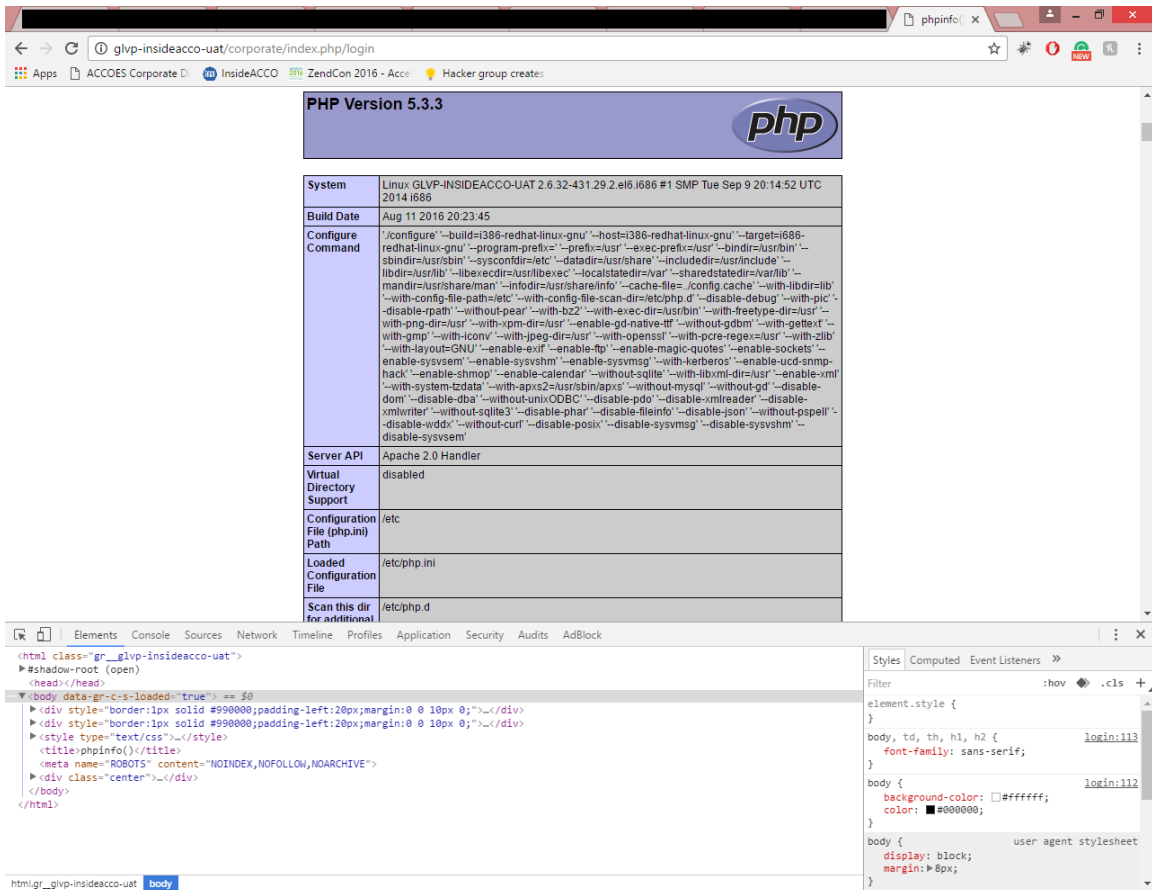 phpinfo()
glvp-insideacco-uat/corporate/index.php/login
NEW
Apps
ACCOES Corporate Di
InsideACCO
ZendCon 2016 - Acce
Hacker group creates
PHP Version 5.3.3
php
System
Linux GLVP-INSIDEACCO-UAT 2.6.32-431.29.2.el6.i686 #1 SMP Tue Sep 9 20:14:52 UTC
2014 i686
Build Date
Aug 11 2016 20:23:45
Configure
Command
'./configure' '--build=i386-redhat-linux-gnu' '--host=i386-redhat-linux-gnu' '--target=i686-
redhat-linux-gnu' '--program-prefix=' '--prefix=/usr' '--exec-prefix=/usr' '--bindir=/usr/bin' '--
sbindir=/usr/sbin' '--sysconfdir=/etc' '--datadir=/usr/share' '--includedir=/usr/include' '--
libdir=/usr/lib' '--libexecdir=/usr/libexec' '--localstatedir=/var' '--sharedstatedir=/var/lib' '--
mandir=/usr/share/man' '--infodir=/usr/share/info' '--cache-file=../config.cache' '--with-libdir=lib'
'--with-config-file-path=/etc' '--with-config-file-scan-dir=/etc/php.d' '--disable-debug' '--with-pic' '-
-disable-rpath' '--without-pear' '--with-bz2' '--with-exec-dir=/usr/bin' '--with-freetype-dir=/usr' '--
with-png-dir=/usr' '--with-xpm-dir=/usr' '--enable-gd-native-ttf' '--without-gdbm' '--with-gettext' '--
with-gmp' '--with-iconv' '--with-jpeg-dir=/usr' '--with-openssl' '--with-pcre-regex=/usr' '--with-zlib'
'--with-layout=GNU' '--enable-exif' '--enable-ftp' '--enable-magic-quotes' '--enable-sockets' '--
enable-sysvsem' '--enable-sysvshm' '--enable-sysvmsg' '--with-kerberos' '--enable-ucd-snmp-
hack' '--enable-shmop' '--enable-calendar' '--without-sqlite' '--with-libxml-dir=/usr' '--enable-xml'
'--with-system-tzdata' '--with-apxs2=/usr/sbin/apxs' '--without-mysql' '--without-gd' '--disable-
dom' '--disable-dba' '--without-unixODBC' '--disable-pdo' '--disable-xmlreader' '--disable-
xmlwriter' '--without-sqlite3' '--disable-phar' '--disable-fileinfo' '--disable-json' '--without-pspell' '-
-disable-wddx' '--without-curl' '--disable-posix' '--disable-sysvmsg' '--disable-sysvshm' '--
disable-sysvsem'
Server API
Apache 2.0 Handler
Virtual
Directory
Support
disabled
Configuration
File (php.ini)
Path
/etc
Loaded
Configuration
File
/etc/php.ini
Scan this dir
for additional
/etc/php.d
Elements Console Sources Network Timeline Profiles Application Security Audits AdBlock
<html class="gr__glvp-insideacco-uat">
#shadow-root (open)
<head></head>
<body data-gr-c-s-loaded="true"> == $0
<div style="border:1px solid #990000;padding-left:20px;margin:0 0 10px 0;">…</div>
<div style="border:1px solid #990000;padding-left:20px;margin:0 0 10px 0;">…</div>
<style type="text/css">…</style>
<title>phpinfo()</title>
<meta name="ROBOTS" content="NOINDEX,NOFOLLOW,NOARCHIVE">
<div class="center">…</div>
</body>
</html>
html.gr__glvp-insideacco-uat body
Styles Computed Event Listeners »
Filter :hov .cls +
element.style {
}
body, td, th, h1, h2 { login:113
font-family: sans-serif;
}
body { login:112
background-color: #ffffff;
color: #000000;
}
body { user agent stylesheet
display: block;
margin: 8px;
}